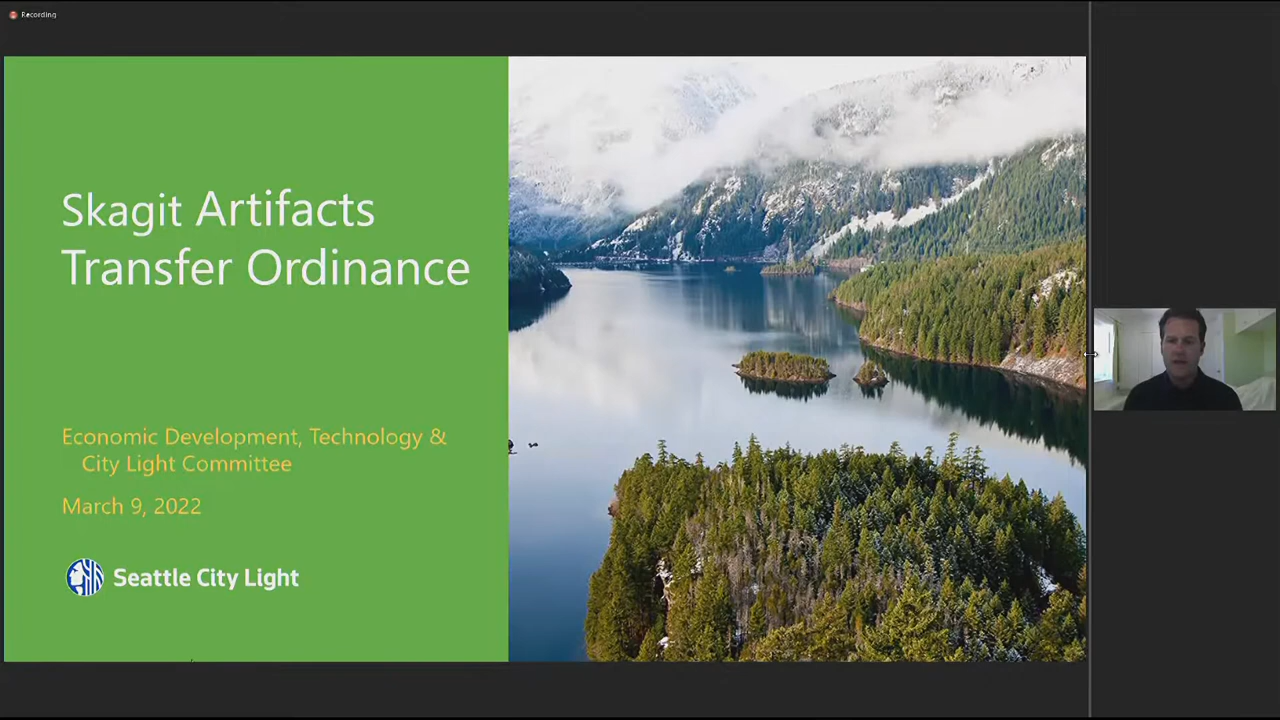 Recording
Skagit Artifacts
Transfer Ordinance
Economic Development, Technology &
City Light Committee
March 9, 2022
Seattle City Light